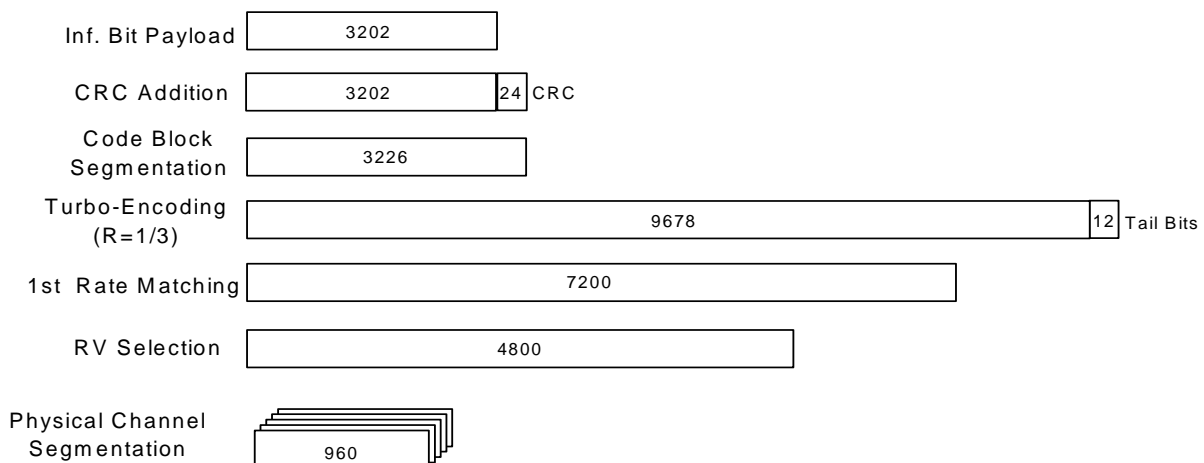 Inf. Bit Payload 3202
CRC Addition 3202 24 CRC
Code Block
Segmentation 3226
Turbo-Encoding
(R=1/3) 9678 12 Tail Bits
1st Rate Matching 7200
RV Selection 4800
Physical Channel
Segmentation 960